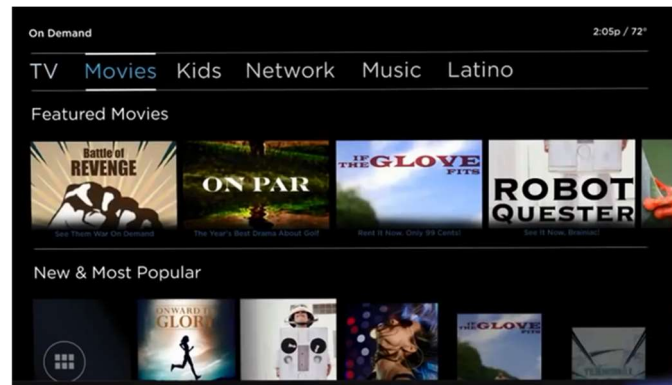 On Demand
2:05p / 72°
TV Movies Kids Network Music Latino
Featured Movies
Battle of
REVENGE
See Them War On Demand
ON PAR
The Year's Best Drama About Golf
IF
THE GLOVE
FITS
Rent It Now, Only 99 Cents!
ROBOT
QUESTER
See It Now, Brainiac!
New & Most Popular
ONWARD TO
GLORY
IF
THE GLOVE
FITS